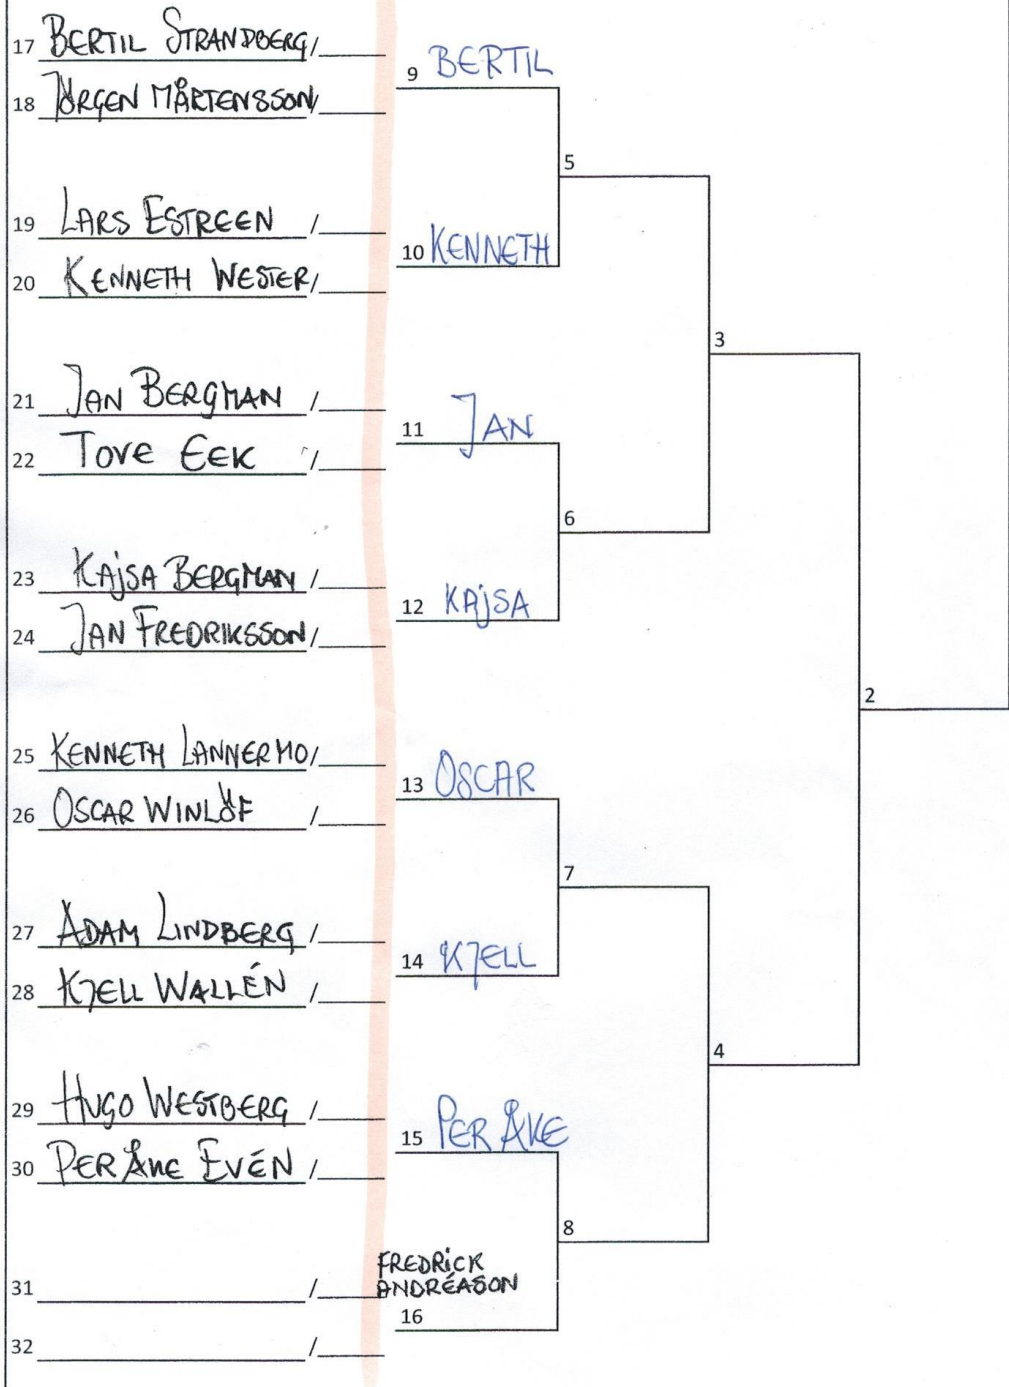 17 BERTIL STRANDBERG/
9 BERTIL
18 JÖRGEN MÅRTENSSON/
5
19 LARS ESTREEN /
10 KENNETH
20 KENNETH WESTER/
3
21 JAN BERGMAN /
11 JAN
22 TOVE EEK /
6
23 KAJSA BERGMAN /
12 KAJSA
24 JAN FREDRIKSSON/
2
25 KENNETH LANNERMO/
13 OSCAR
26 OSCAR WINLÖF /
7
27 ADAM LINDBERG /
14 KJELL
28 KJELL WALLÉN /
4
29 HUGO WESTBERG /
15 PER ÅKE
30 PER ÅKE EVÉN /
8
FREDRICK
31 / ANDRÉASON
16
32 /